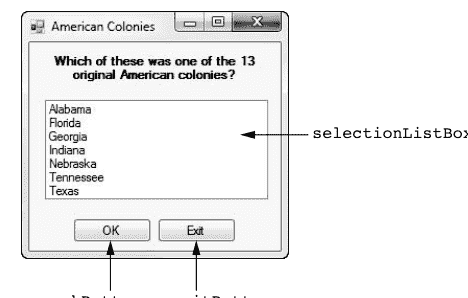 American Colonies
Which of these was one of the 13
original American colonies?
Alabama
Florida
Georgia
selectionListBox
Indiana
Nebraska
Tennessee
Texas
OK
Exit